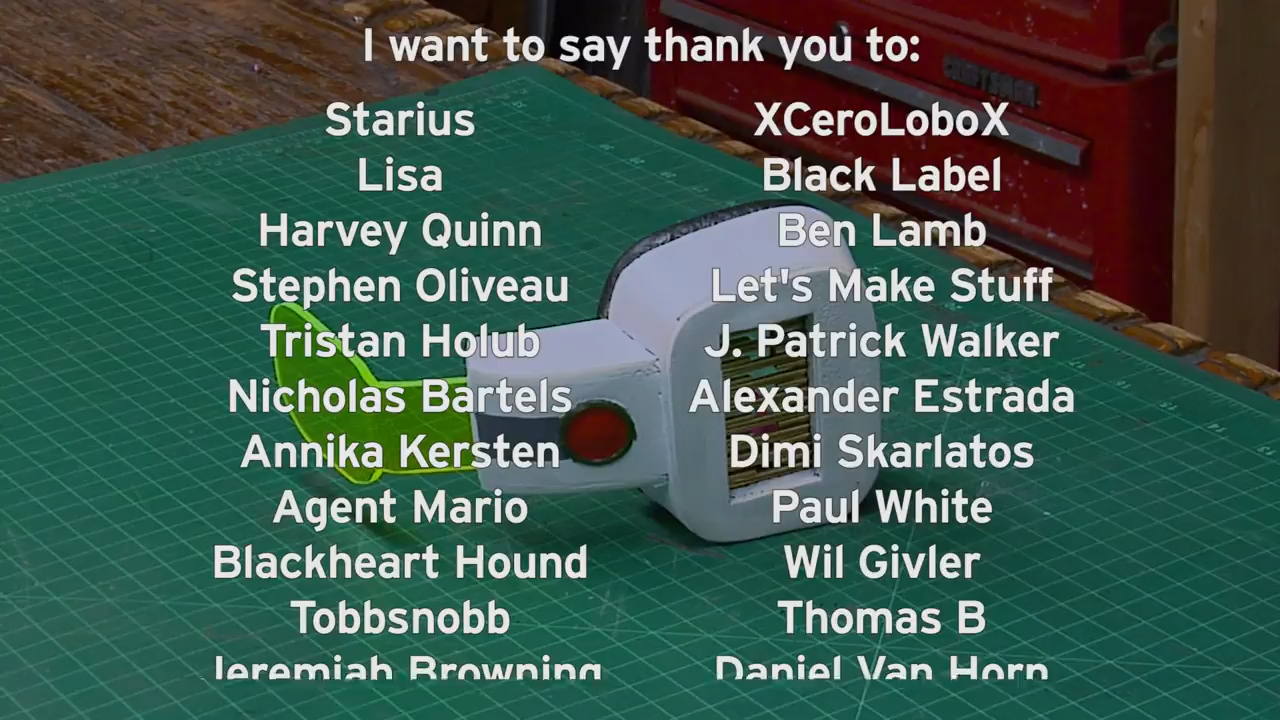 I want to say thank you to:
Starius
Lisa
Harvey Quinn
Stephen Oliveau
Tristan Holub
Nicholas Bartels
Annika Kersten
Agent Mario
Blackheart Hound
Tobbsnobb
Jeremiah Browning
XCeroLoboX
Black Label
Ben Lamb
Let's Make Stuff
J. Patrick Walker
Alexander Estrada
Dimi Skarlatos
Paul White
Wil Givler
Thomas B
Daniel Van Horn
CRAFTSMAN